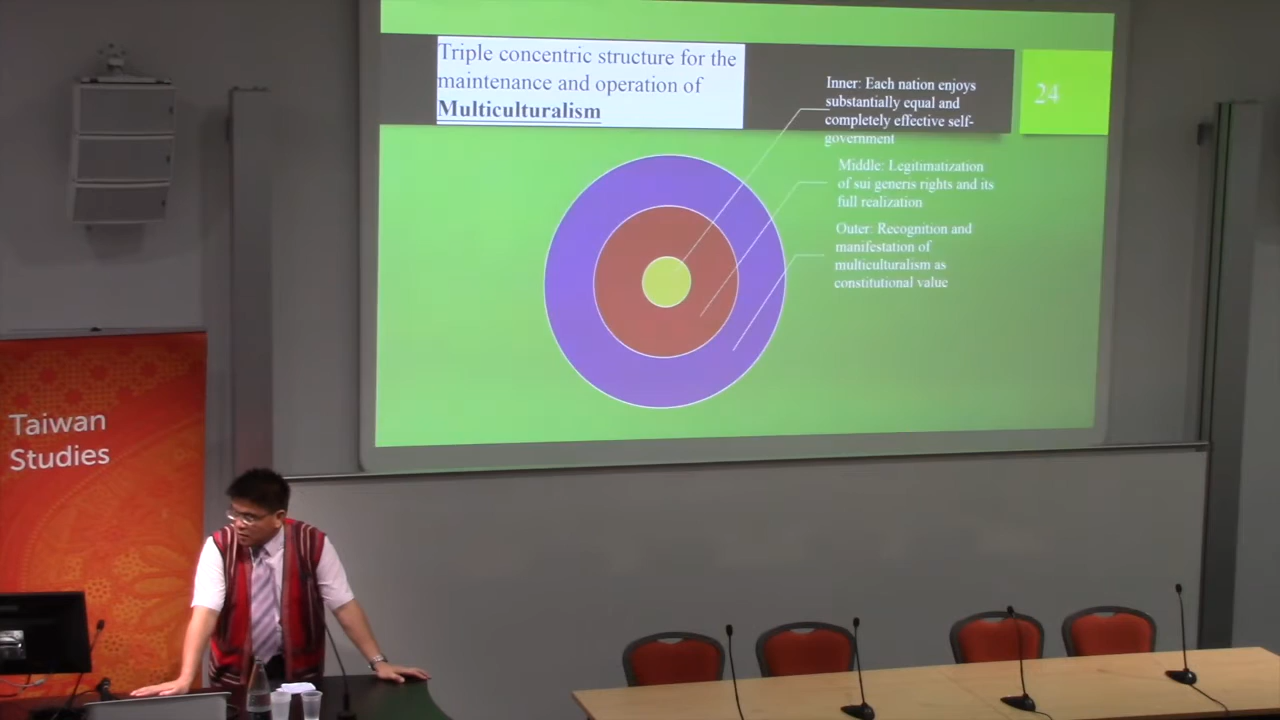 Triple concentric structure for the
maintenance and operation of
Multiculturalism
24
Inner: Each nation enjoys
substantially equal and
completely effective self-
government
Middle: Legitimatization
of sui generis rights and its
full realization
Outer: Recognition and
manifestation of
multiculturalism as
constitutional value
Taiwan
Studies